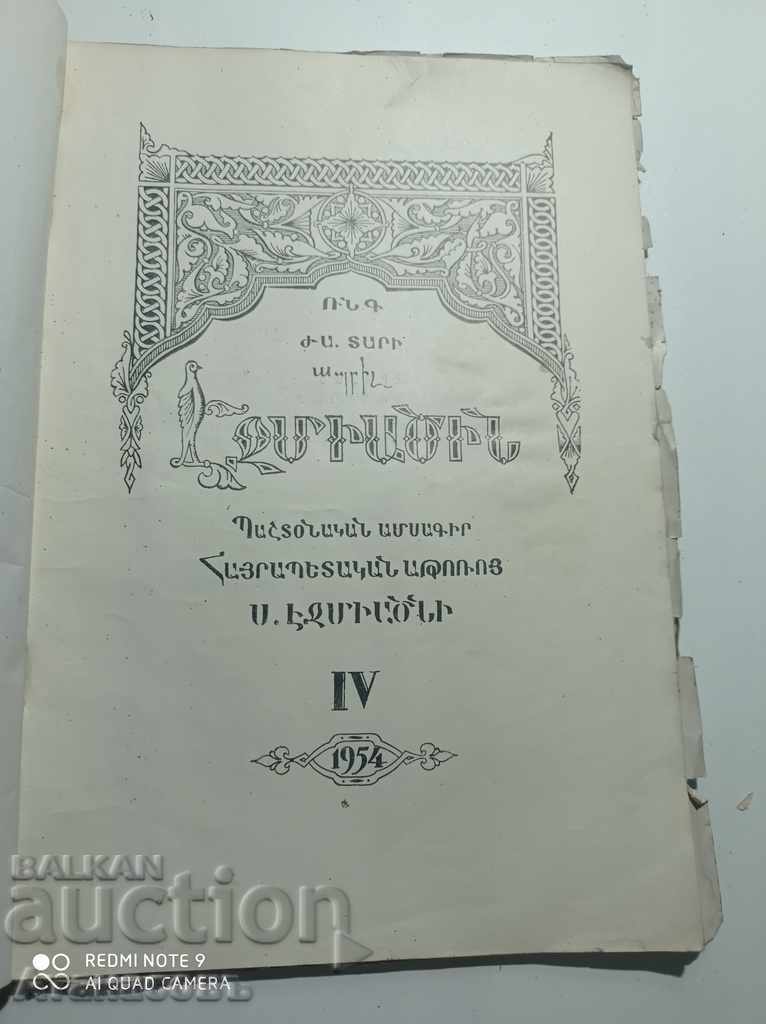 ՌՆԳ
ԺԱ. ՏԱՐԻ
ապրիլ
ԷՋՄԻԱԾԻՆ
ՊԱՇՏՕՆԱԿԱՆ ԱՄՍԱԳԻՐ
ՀԱՅՐԱՊԵՏԱԿԱՆ ԱԹՈՌՈՅ
Ս. ԷՋՄԻԱԾՆԻ
IV
1954
BALKAN
auction
REDMI NOTE 9
AI QUAD CAMERA